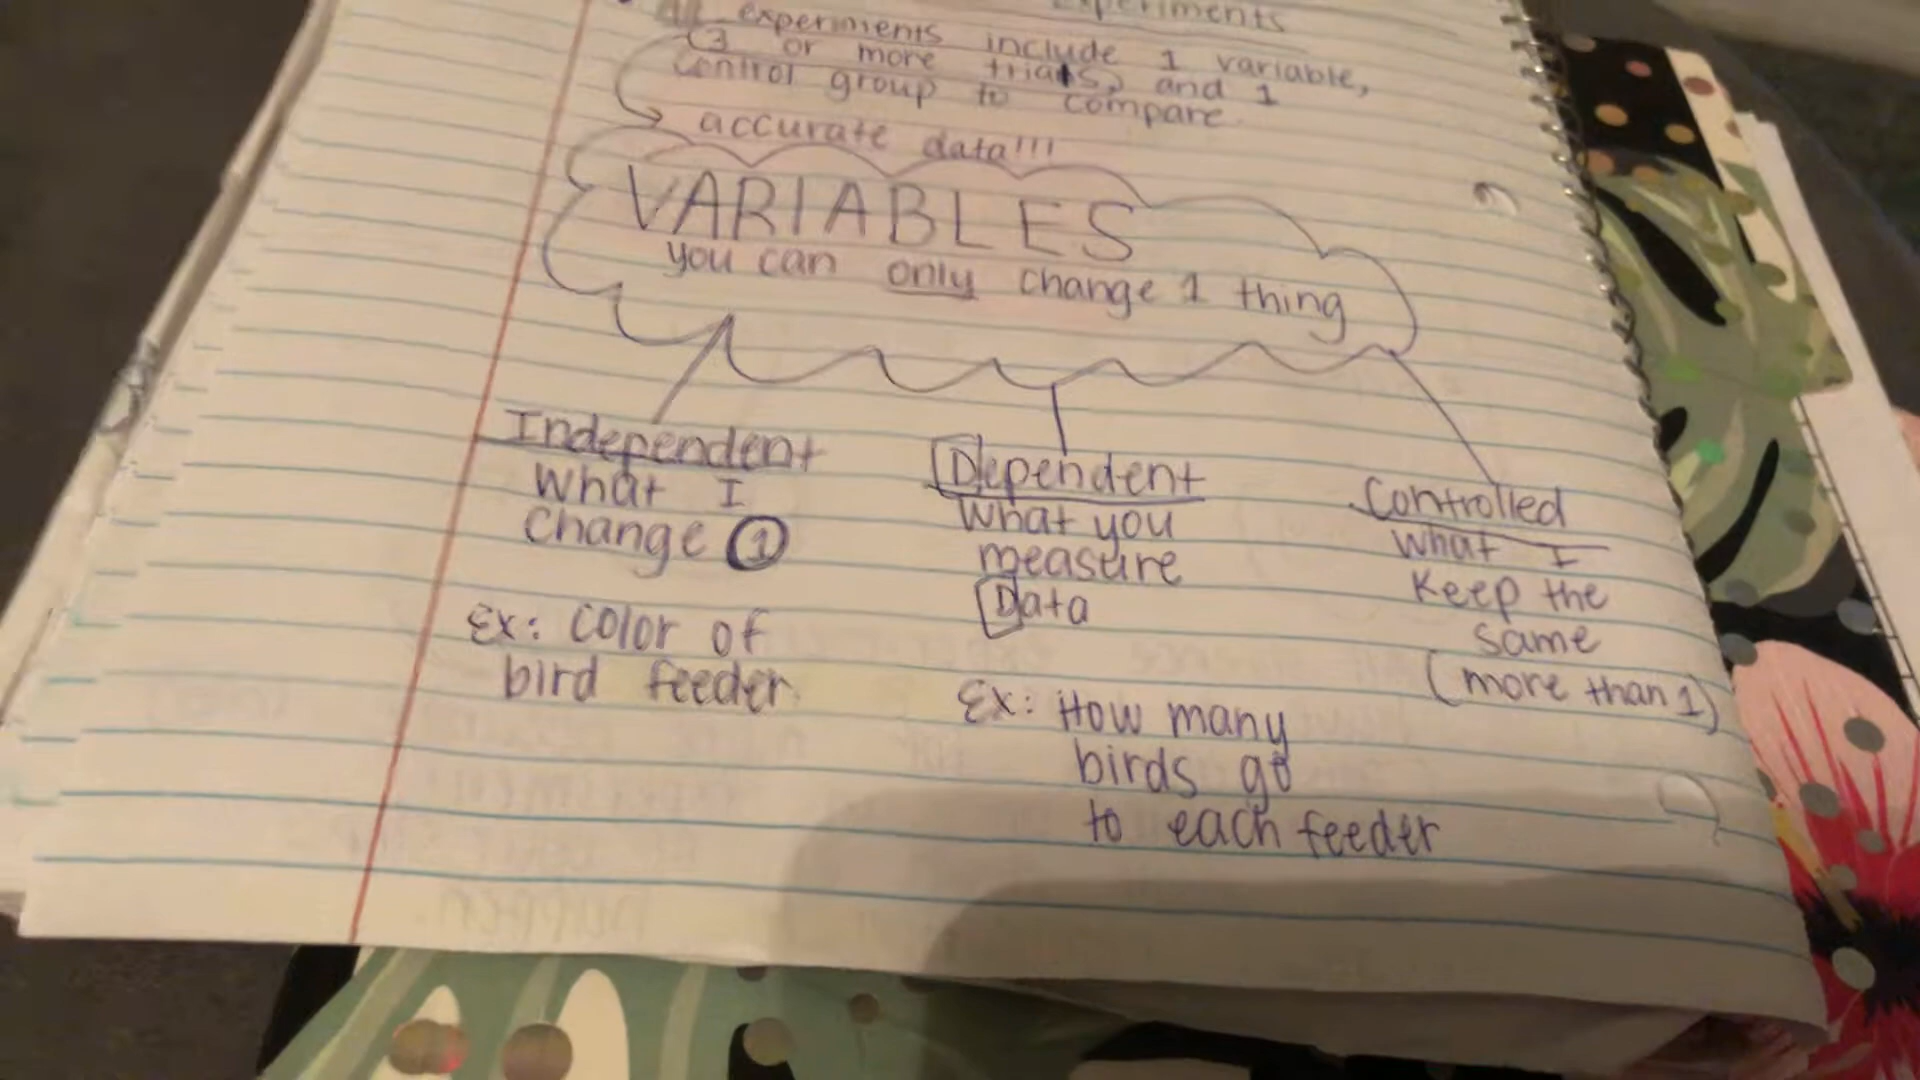 experiments
All experiments include 1 variable,
(3 or more trials) and 1
control group to compare.
accurate data!!!
VARIABLES
you can only change 1 thing
Independent
What I
Change 1
Ex: color of
bird feeder
Dependent
What you
measure
Data
Ex: How many
birds go
to each feeder
Controlled
What I
Keep the
same
(more than 1)